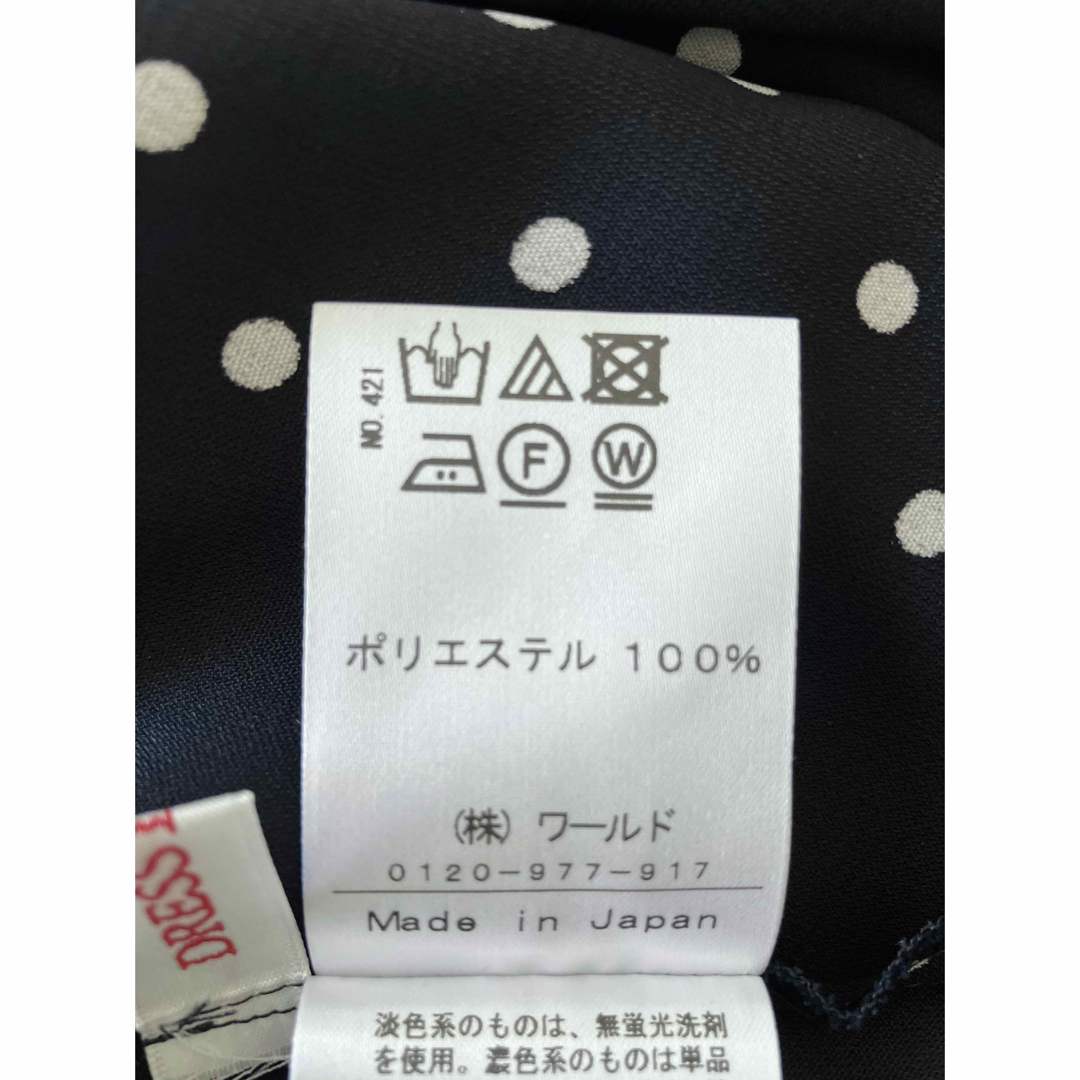 NO. 421
F
W
ポリエステル 100%
(株) ワールド
0120-977-917
Made in Japan
DRESS
淡色系のものは、無蛍光洗剤
を使用。濃色系のものは単品